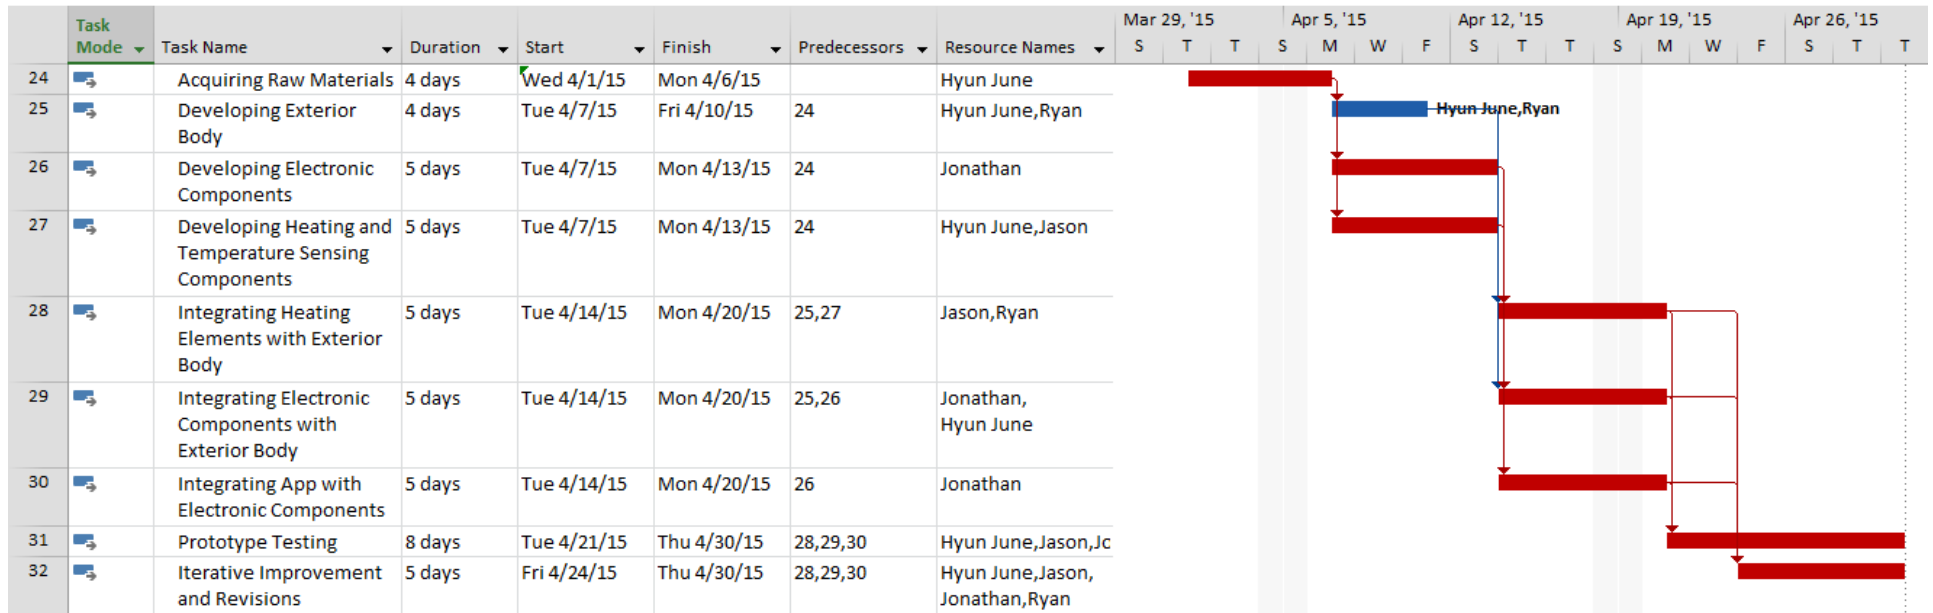 Task Mar 29, '15 Apr 5, '15 Apr 12, '15 Apr 19, '15 Apr 26, '15
Mode Task Name Duration Start Finish Predecessors Resource Names S T T S M W F S T T S M W F S T T
24 Acquiring Raw Materials 4 days Wed 4/1/15 Mon 4/6/15 Hyun June
25 Developing Exterior 4 days Tue 4/7/15 Fri 4/10/15 24 Hyun June,Ryan Hyun June,Ryan
Body
26 Developing Electronic 5 days Tue 4/7/15 Mon 4/13/15 24 Jonathan
Components
27 Developing Heating and 5 days Tue 4/7/15 Mon 4/13/15 24 Hyun June,Jason
Temperature Sensing
Components
28 Integrating Heating 5 days Tue 4/14/15 Mon 4/20/15 25,27 Jason,Ryan
Elements with Exterior
Body
29 Integrating Electronic 5 days Tue 4/14/15 Mon 4/20/15 25,26 Jonathan,
Components with Hyun June
Exterior Body
30 Integrating App with 5 days Tue 4/14/15 Mon 4/20/15 26 Jonathan
Electronic Components
31 Prototype Testing 8 days Tue 4/21/15 Thu 4/30/15 28,29,30 Hyun June,Jason,Jo
32 Iterative Improvement 5 days Fri 4/24/15 Thu 4/30/15 28,29,30 Hyun June,Jason,
and Revisions Jonathan,Ryan